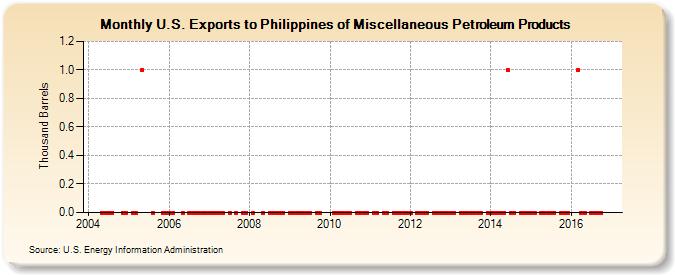 Monthly U.S. Exports to Philippines of Miscellaneous Petroleum Products
Thousand Barrels
1.2
1.0
0.8
0.6
0.4
0.2
0.0
2004 2006 2008 2010 2012 2014 2016
Source: U.S. Energy Information Administration